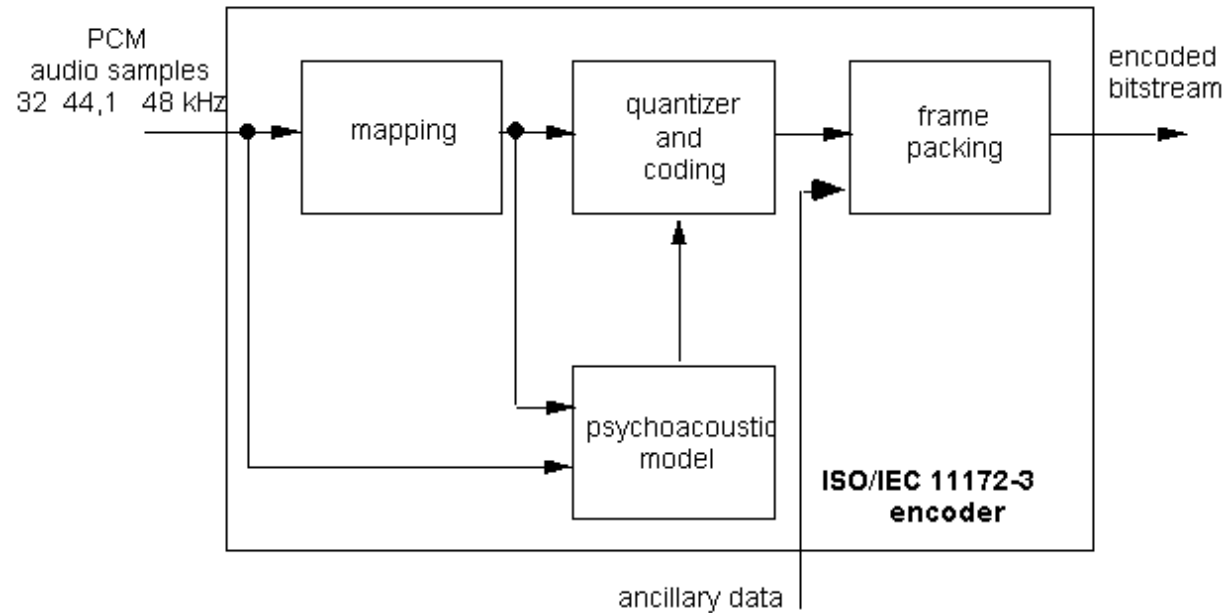 PCM
audio samples
32 44,1 48 kHz
mapping
quantizer
and
coding
frame
packing
encoded
bitstream
psychoacoustic
model
ISO/IEC 11172-3
encoder
ancillary data